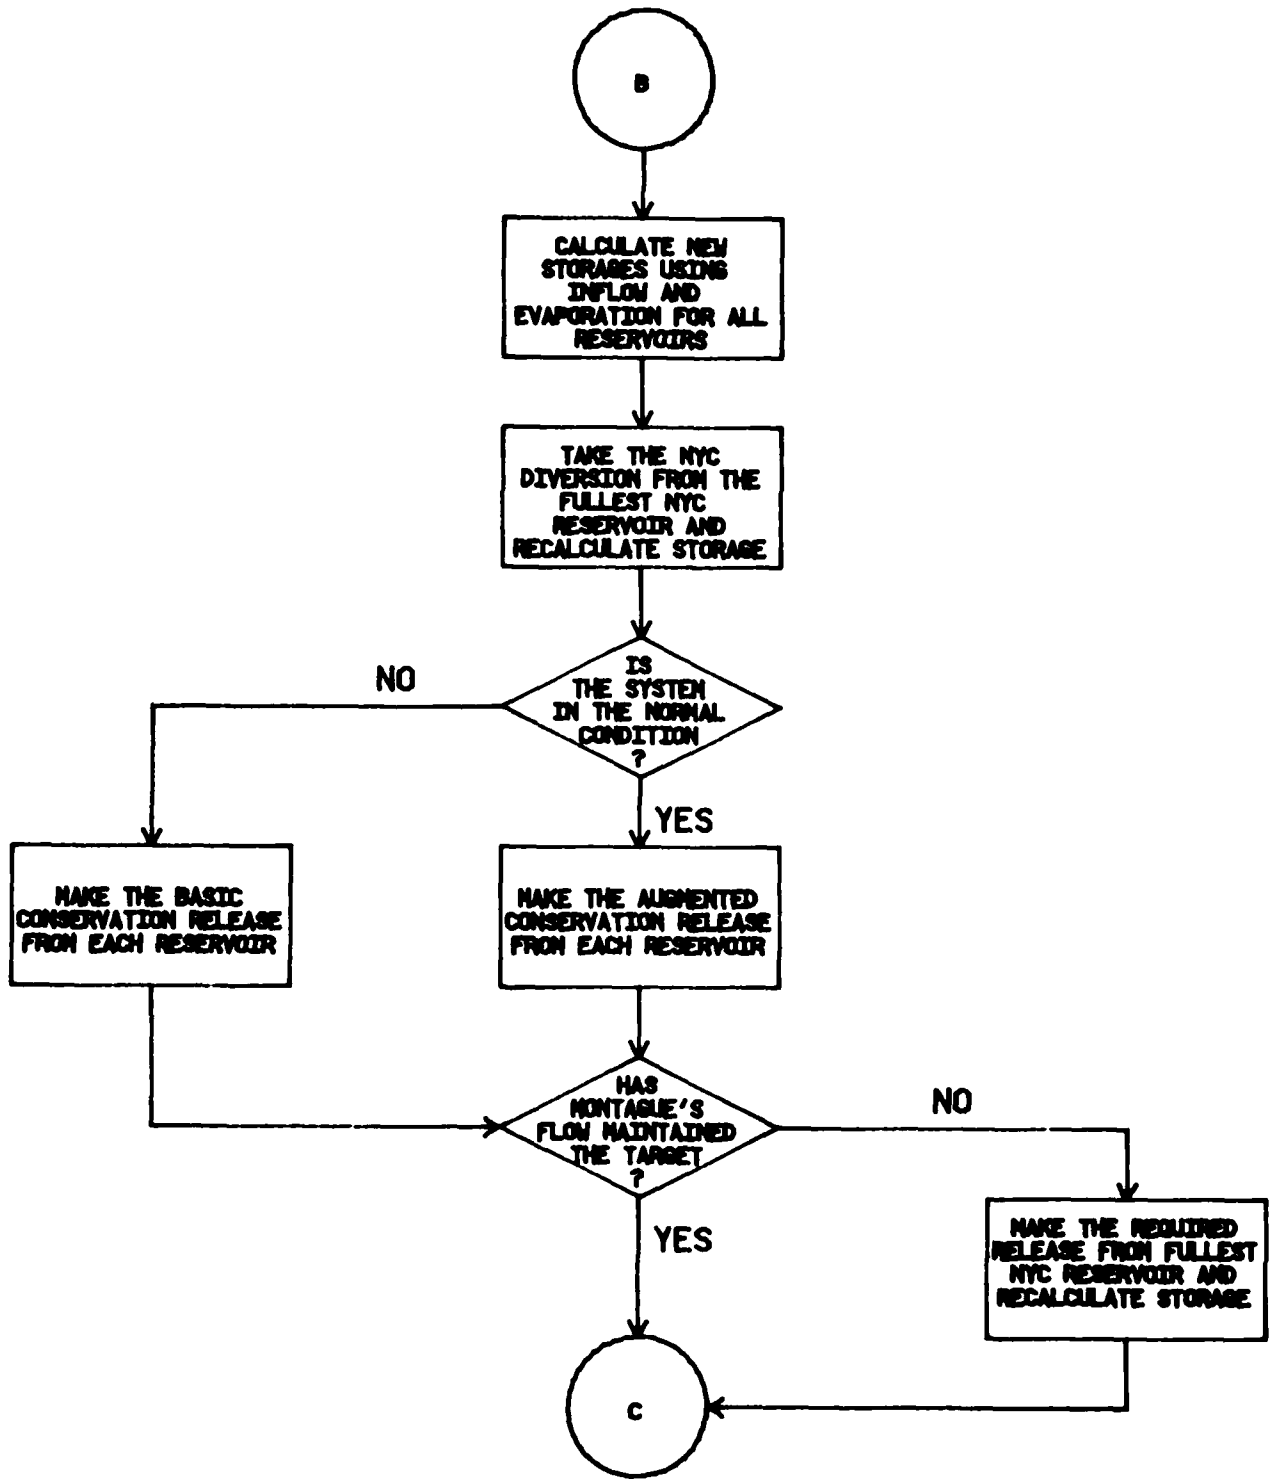 B
CALCULATE NEW
STORAGES USING
INFLOW AND
EVAPORATION FOR ALL
RESERVOIRS
TAKE THE NYC
DIVERSION FROM THE
FULLEST NYC
RESERVOIR AND
RECALCULATE STORAGE
IS
THE SYSTEM
IN THE NORMAL
CONDITION
?
NO
YES
MAKE THE BASIC
CONSERVATION RELEASE
FROM EACH RESERVOIR
MAKE THE AUGMENTED
CONSERVATION RELEASE
FROM EACH RESERVOIR
HAS
MONTAGUE'S
FLOW MAINTAINED
THE TARGET
?
NO
YES
MAKE THE REQUIRED
RELEASE FROM FULLEST
NYC RESERVOIR AND
RECALCULATE STORAGE
C